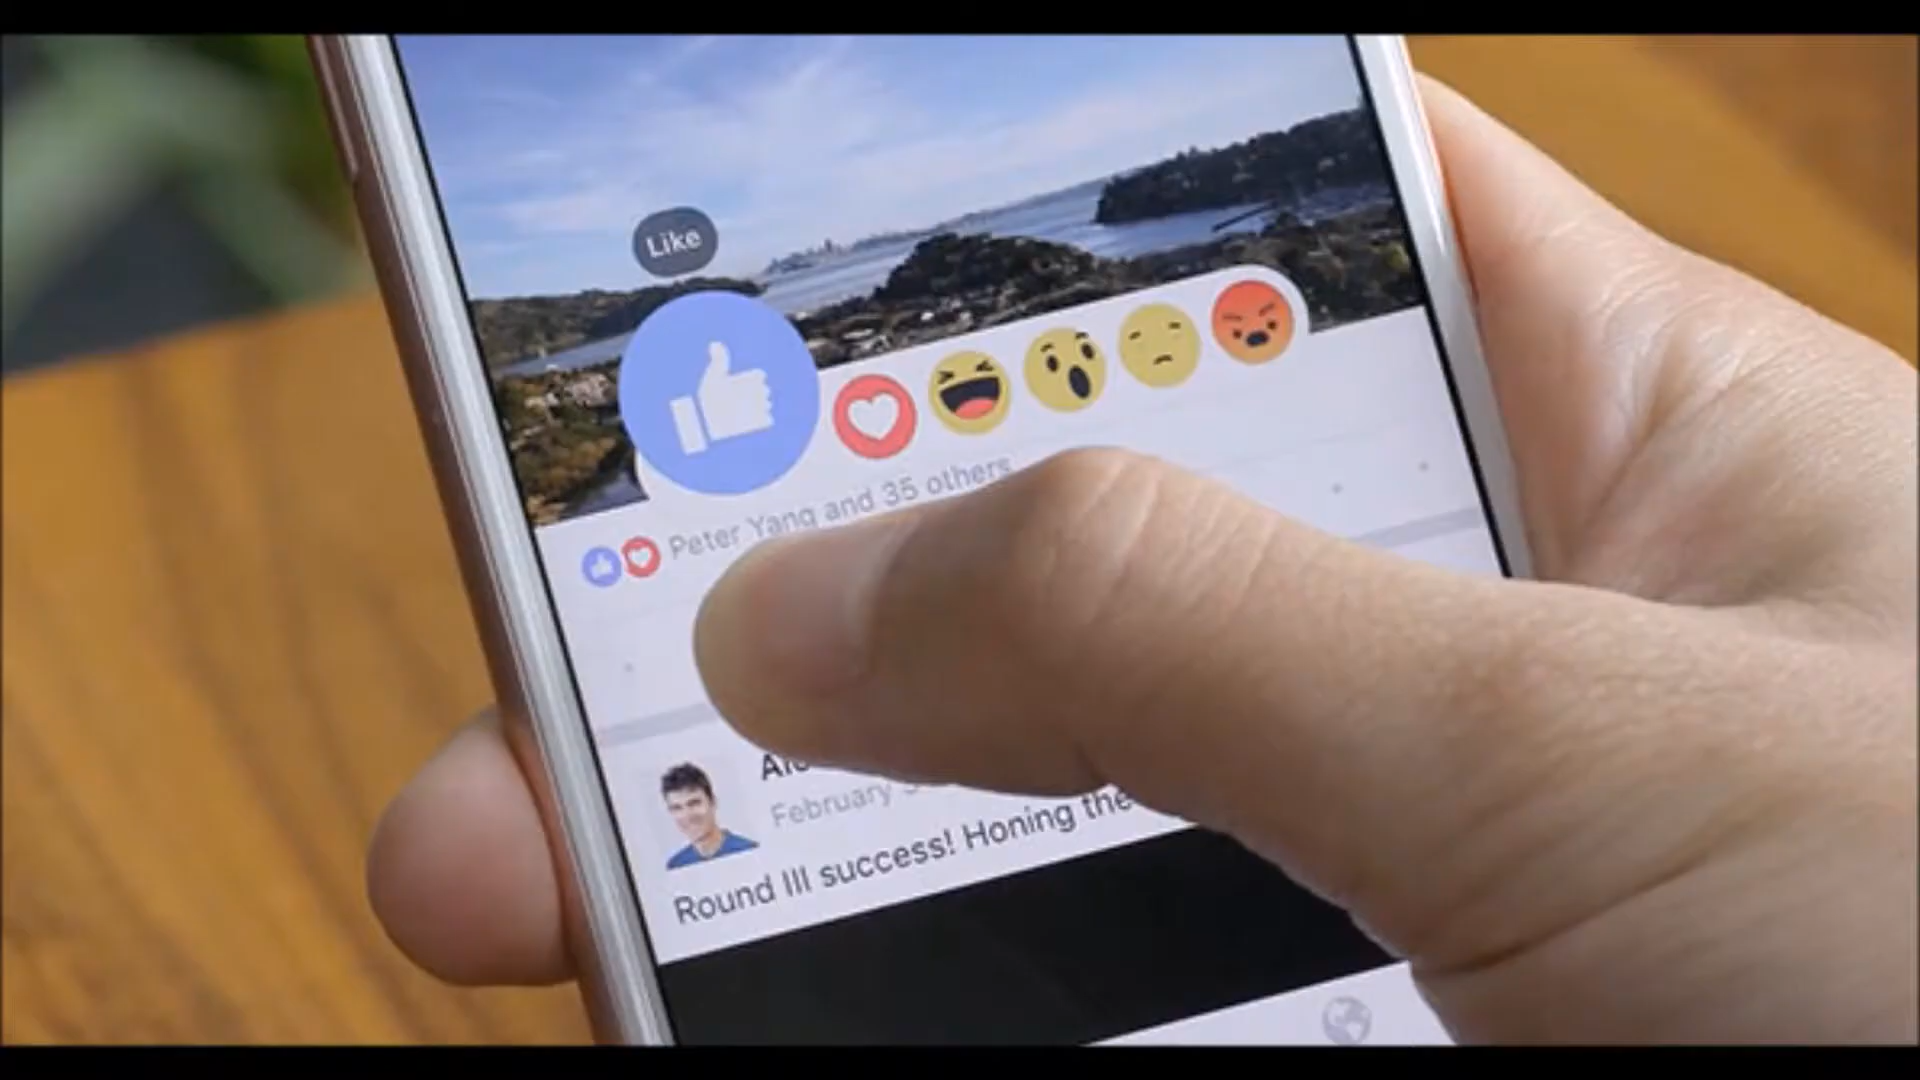 Like
Peter Yang and 35 others
February
Round III success! Honing the